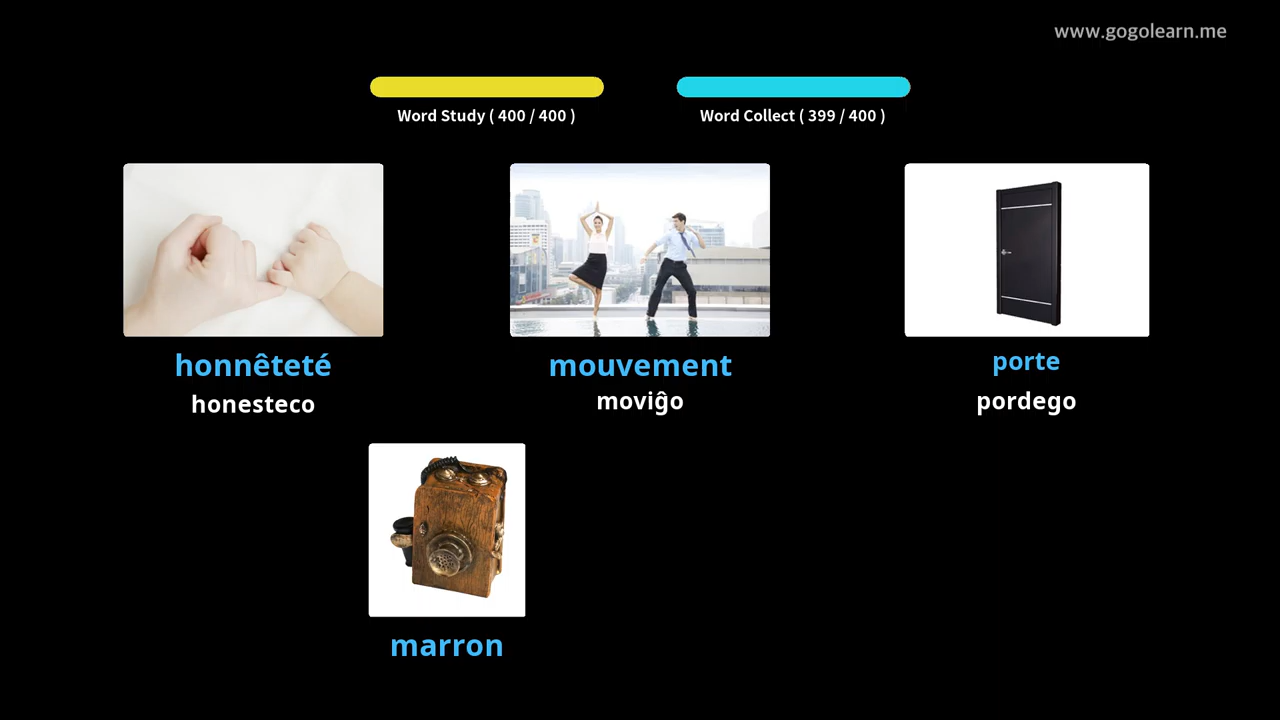 www.gogolearn.me
Word Study ( 400 / 400 )
Word Collect ( 399 / 400 )
honnêteté
mouvement
porte
honesteco
moviĝo
pordego
marron